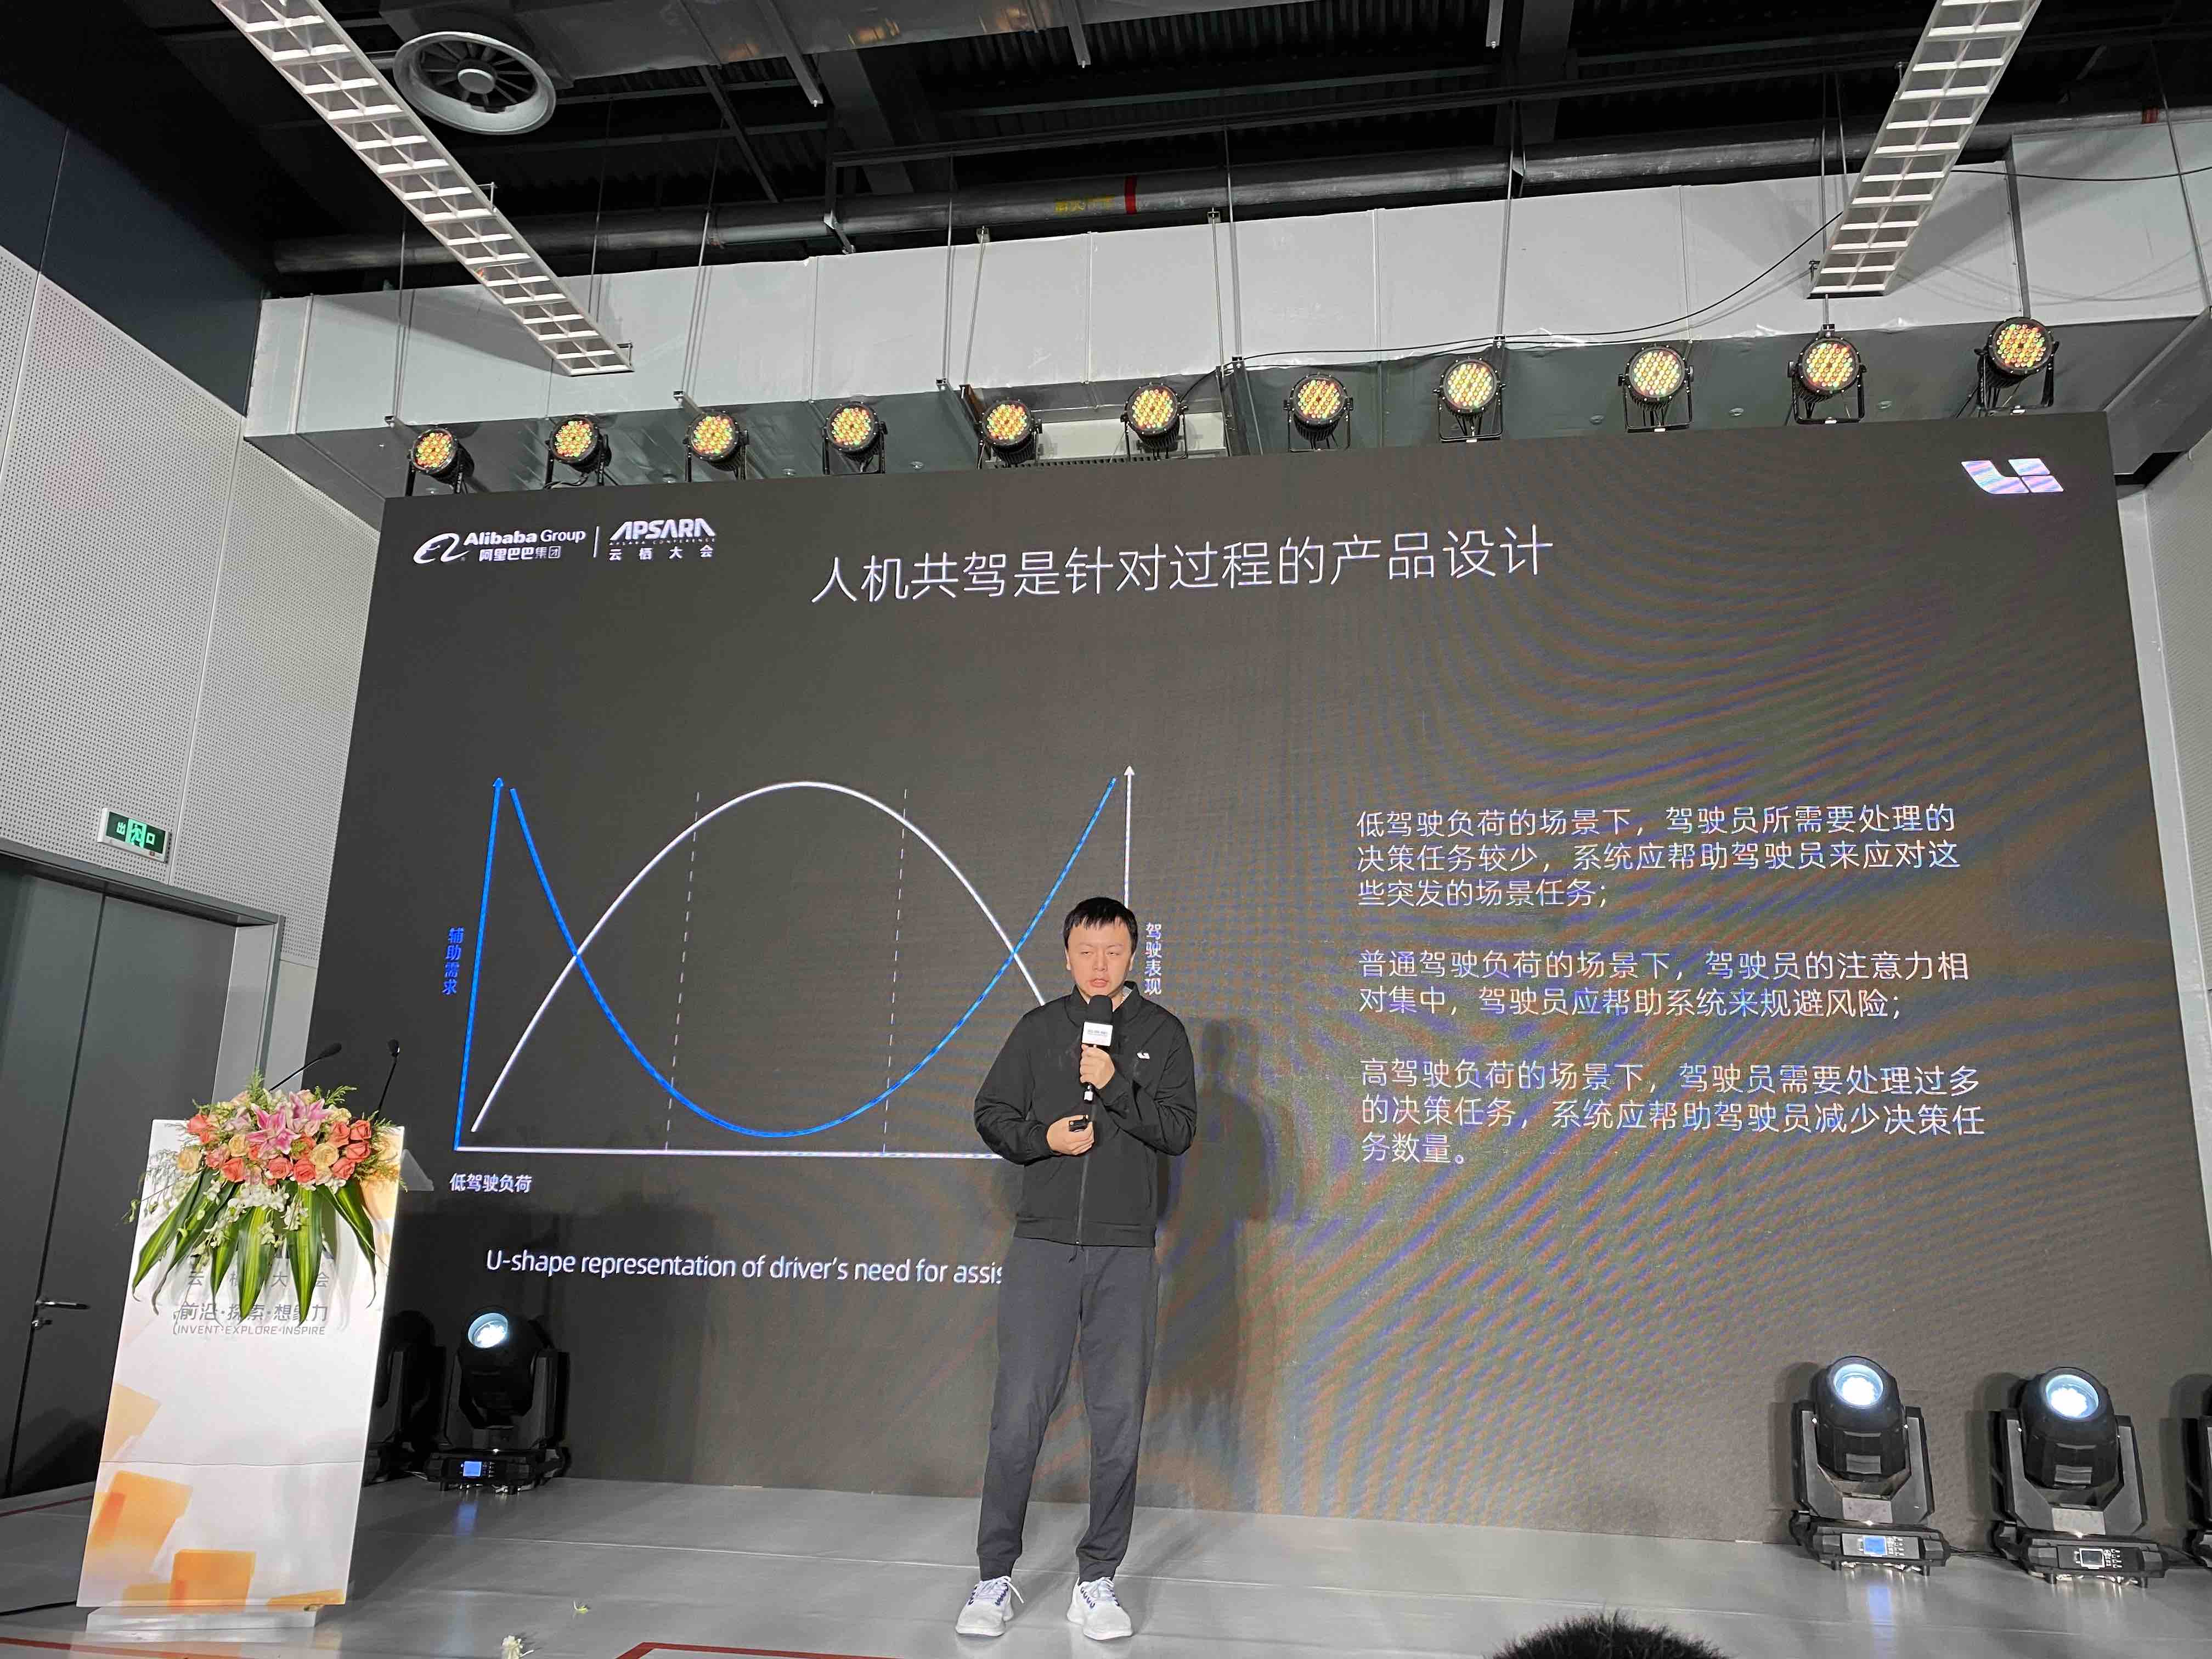 Alibaba Group
阿里巴巴集团
APSARA
APSARA CONFERENCE
云栖大会
人机共驾是针对过程的产品设计
出口
辅助需求
驾驶表现
低驾驶负荷
低驾驶负荷的场景下，驾驶员所需要处理的
决策任务较少，系统应帮助驾驶员来应对这
些突发的场景任务；
普通驾驶负荷的场景下，驾驶员的注意力相
对集中，驾驶员应帮助系统来规避风险；
高驾驶负荷的场景下，驾驶员需要处理过多
的决策任务，系统应帮助驾驶员减少决策任
务数量。
U-shape representation of driver's need for assis
云栖大会
前沿·探索·想象力
INVENT·EXPLORE·INSPIRE